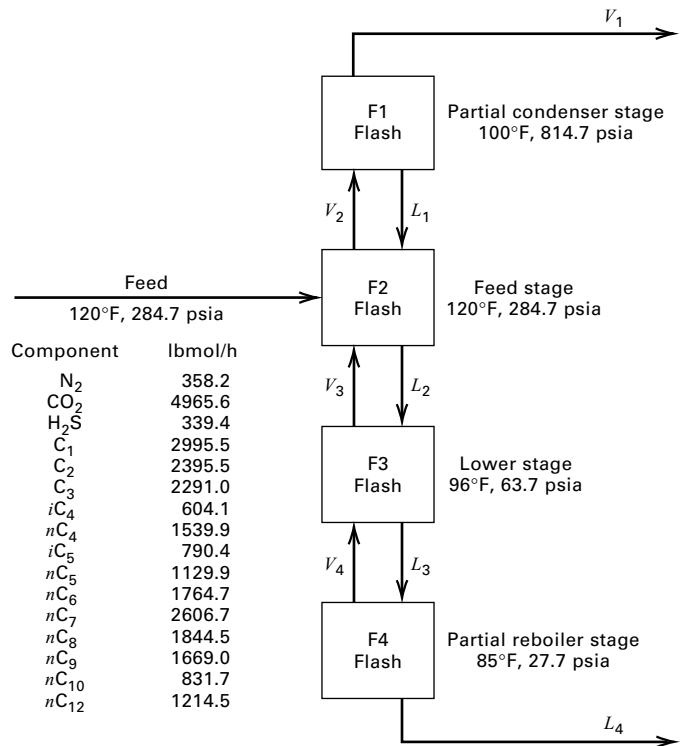 V₁
F1
Flash
Partial condenser stage
100°F, 814.7 psia
V₂
L₁
Feed
120°F, 284.7 psia
F2
Flash
Feed stage
120°F, 284.7 psia
Component lbmol/h
N₂ 358.2
CO₂ 4965.6
H₂S 339.4
C₁ 2995.5
C₂ 2395.5
C₃ 2291.0
iC₄ 604.1
nC₄ 1539.9
iC₅ 790.4
nC₅ 1129.9
nC₆ 1764.7
nC₇ 2606.7
nC₈ 1844.5
nC₉ 1669.0
nC₁₀ 831.7
nC₁₂ 1214.5
V₃
L₂
F3
Flash
Lower stage
96°F, 63.7 psia
V₄
L₃
F4
Flash
Partial reboiler stage
85°F, 27.7 psia
L₄